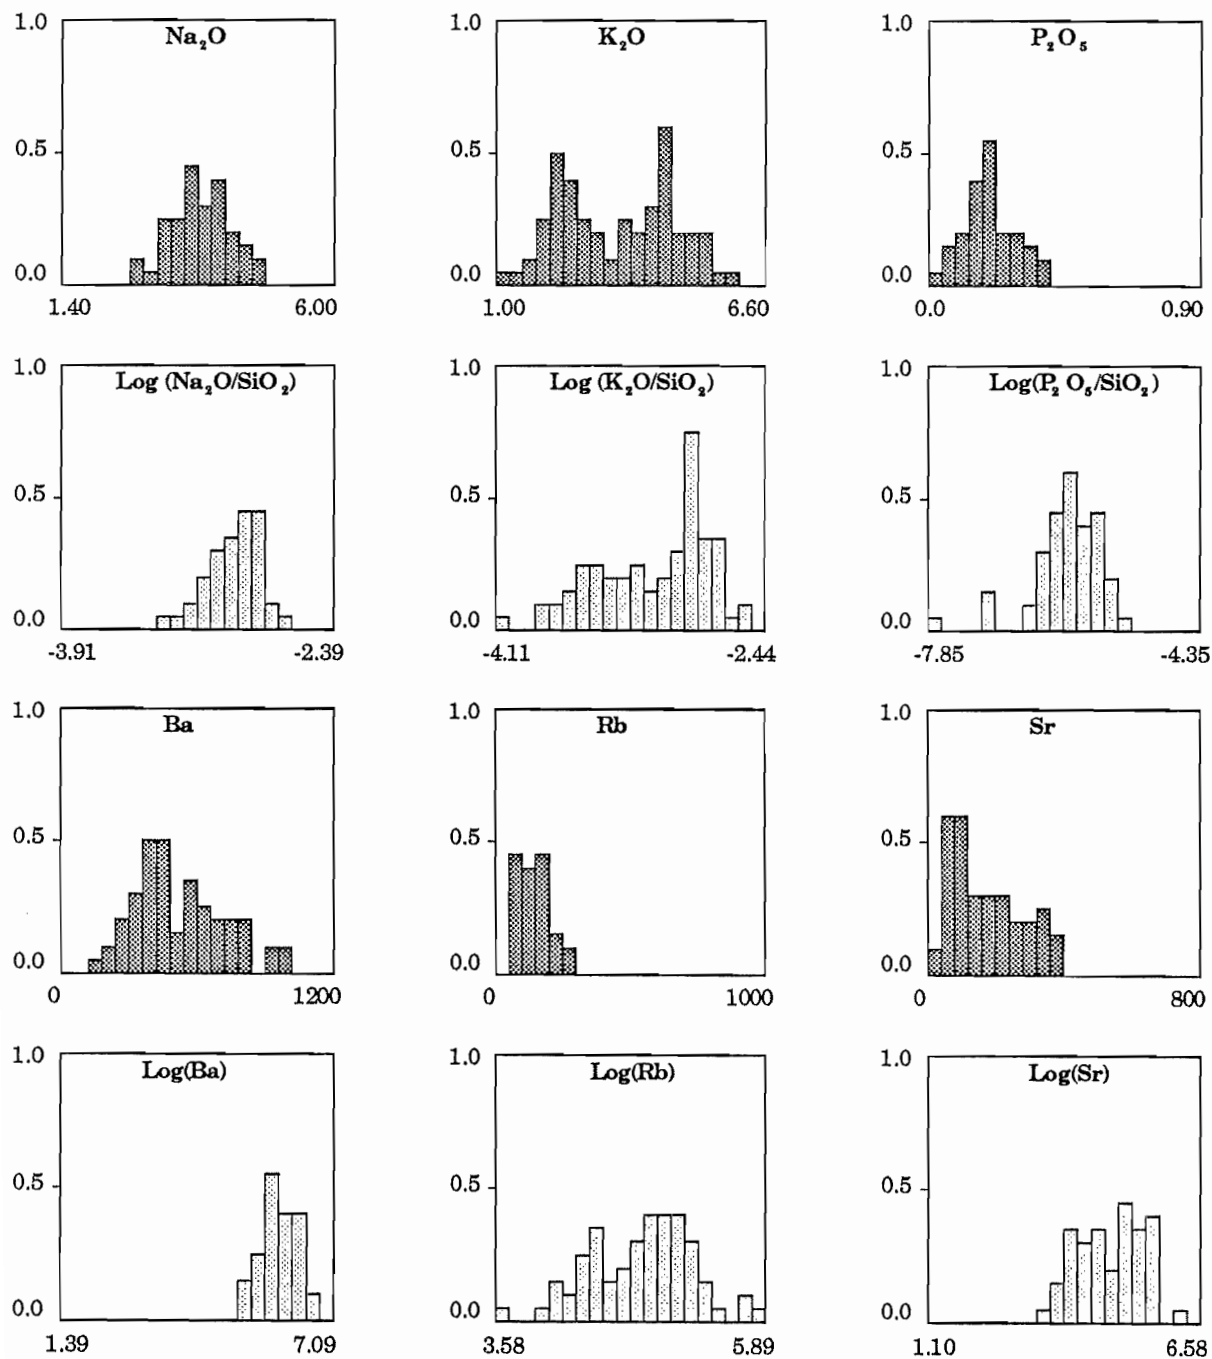 1.0 Na₂O 1.0 K₂O 1.0 P₂O₅
0.5 0.5 0.5
0.0 0.0 0.0
1.40 6.00 1.00 6.60 0.0 0.90
1.0 Log (Na₂O/SiO₂) 1.0 Log (K₂O/SiO₂) 1.0 Log(P₂O₅/SiO₂)
0.5 0.5 0.5
0.0 0.0 0.0
-3.91 -2.39 -4.11 -2.44 -7.85 -4.35
1.0 Ba 1.0 Rb 1.0 Sr
0.5 0.5 0.5
0.0 0.0 0.0
0 1200 0 1000 0 800
1.0 Log(Ba) 1.0 Log(Rb) 1.0 Log(Sr)
0.5 0.5 0.5
0.0 0.0 0.0
1.39 7.09 3.58 5.89 1.10 6.58